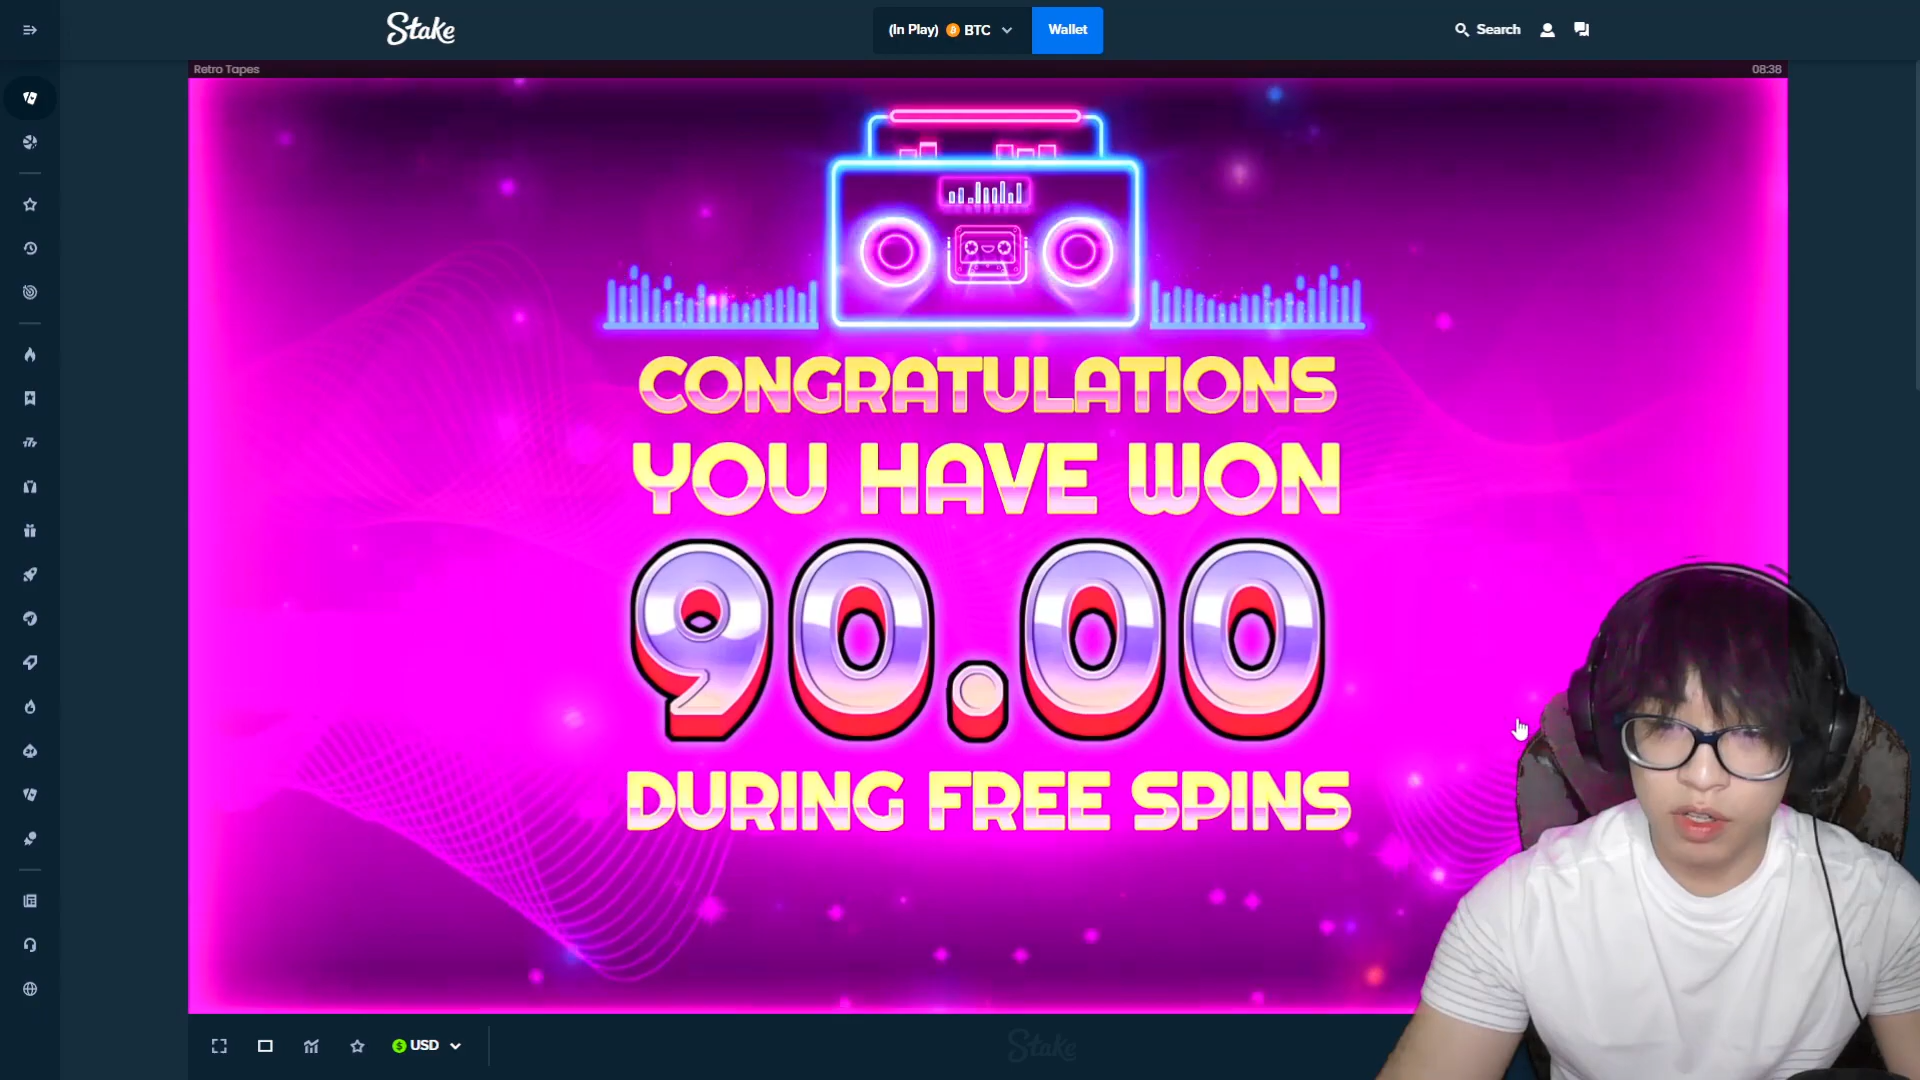 Stake
(In Play) BTC
Wallet
Search
Retro Tapes
08:38
CONGRATULATIONS
YOU HAVE WON
90.00
DURING FREE SPINS
USD
Stake